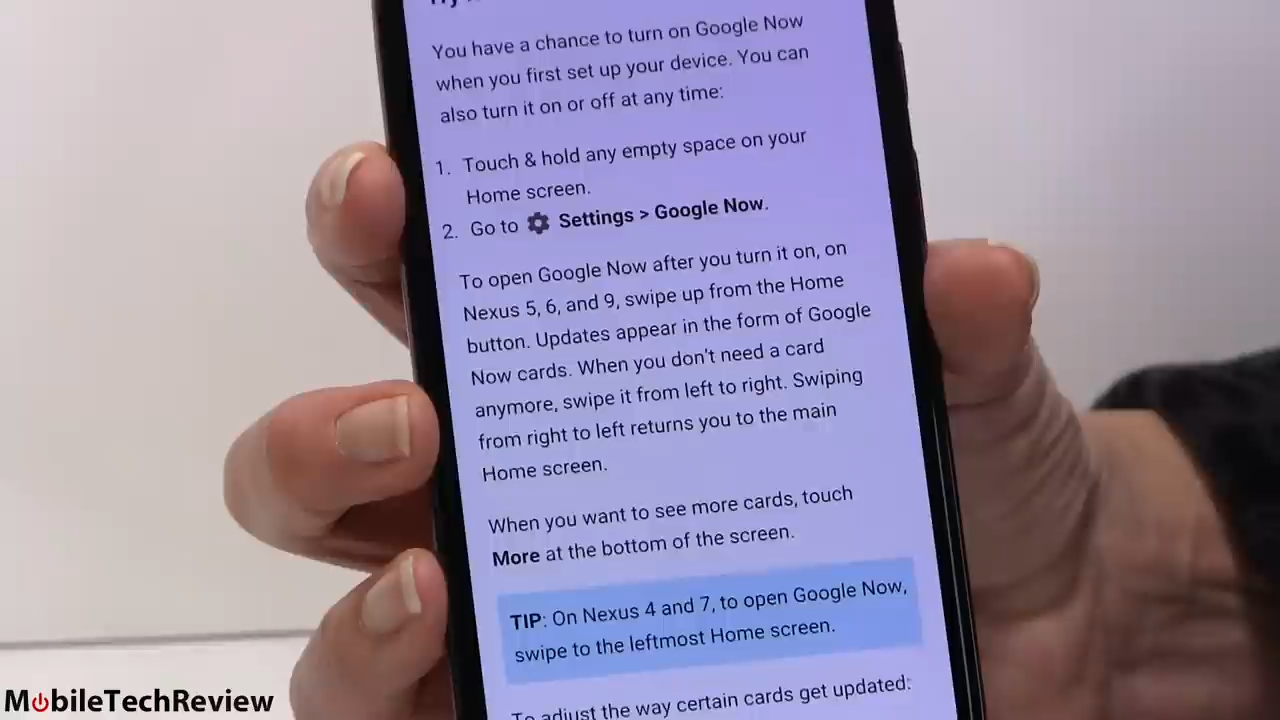 You have a chance to turn on Google Now
when you first set up your device. You can
also turn it on or off at any time:
1. Touch & hold any empty space on your
Home screen.
2. Go to Settings > Google Now.
To open Google Now after you turn it on, on
Nexus 5, 6, and 9, swipe up from the Home
button. Updates appear in the form of Google
Now cards. When you don't need a card
anymore, swipe it from left to right. Swiping
from right to left returns you to the main
Home screen.
When you want to see more cards, touch
More at the bottom of the screen.
TIP: On Nexus 4 and 7, to open Google Now,
swipe to the leftmost Home screen.
To adjust the way certain cards get updated:
MobileTechReview